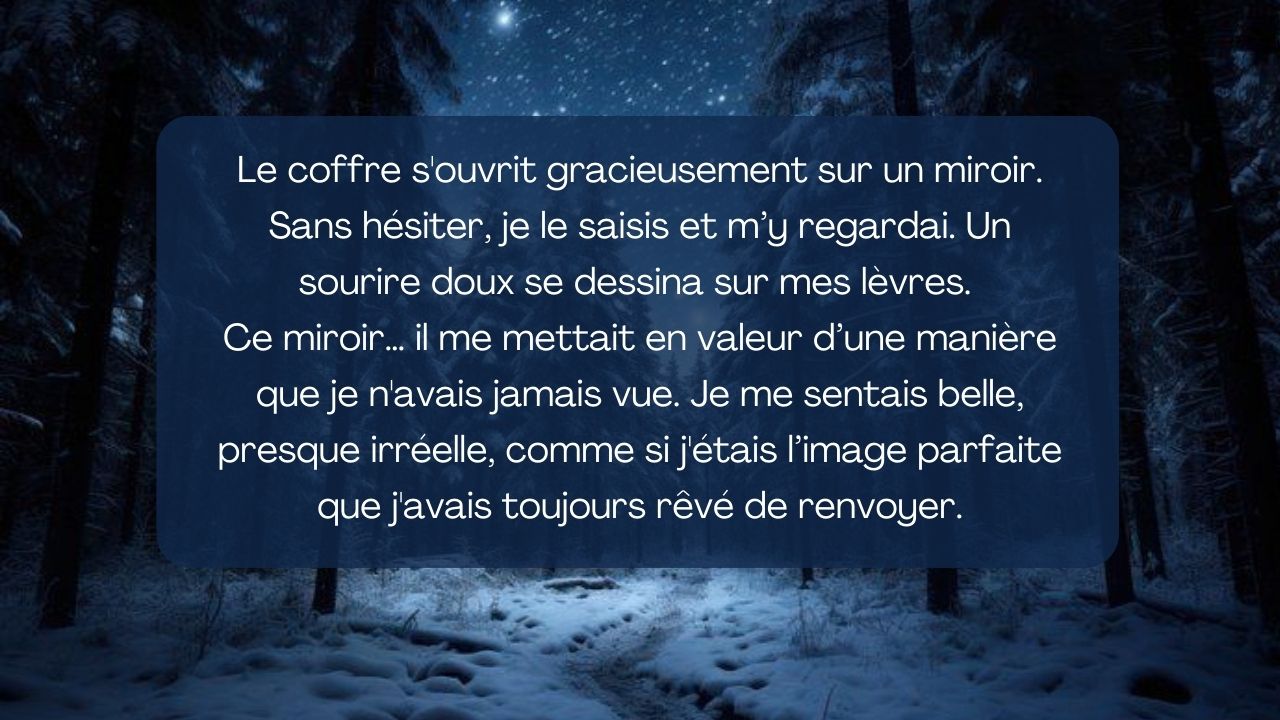 Le coffre s'ouvrit gracieusement sur un miroir.
Sans hésiter, je le saisis et m’y regardai. Un
sourire doux se dessina sur mes lèvres.
Ce miroir... il me mettait en valeur d’une manière
que je n'avais jamais vue. Je me sentais belle,
presque irréelle, comme si j'étais l’image parfaite
que j'avais toujours rêvé de renvoyer.